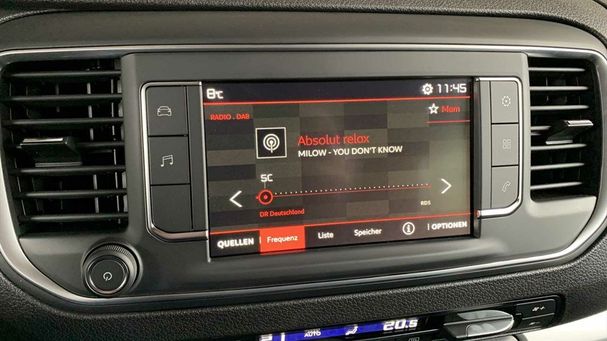 8°C 11:45
RADIO . DAB Mem
Absolut relax
MILOW - YOU DON'T KNOW
5C
DR Deutschland RDS
QUELLEN Frequenz Liste Speicher OPTIONEN
AUTO 20.5